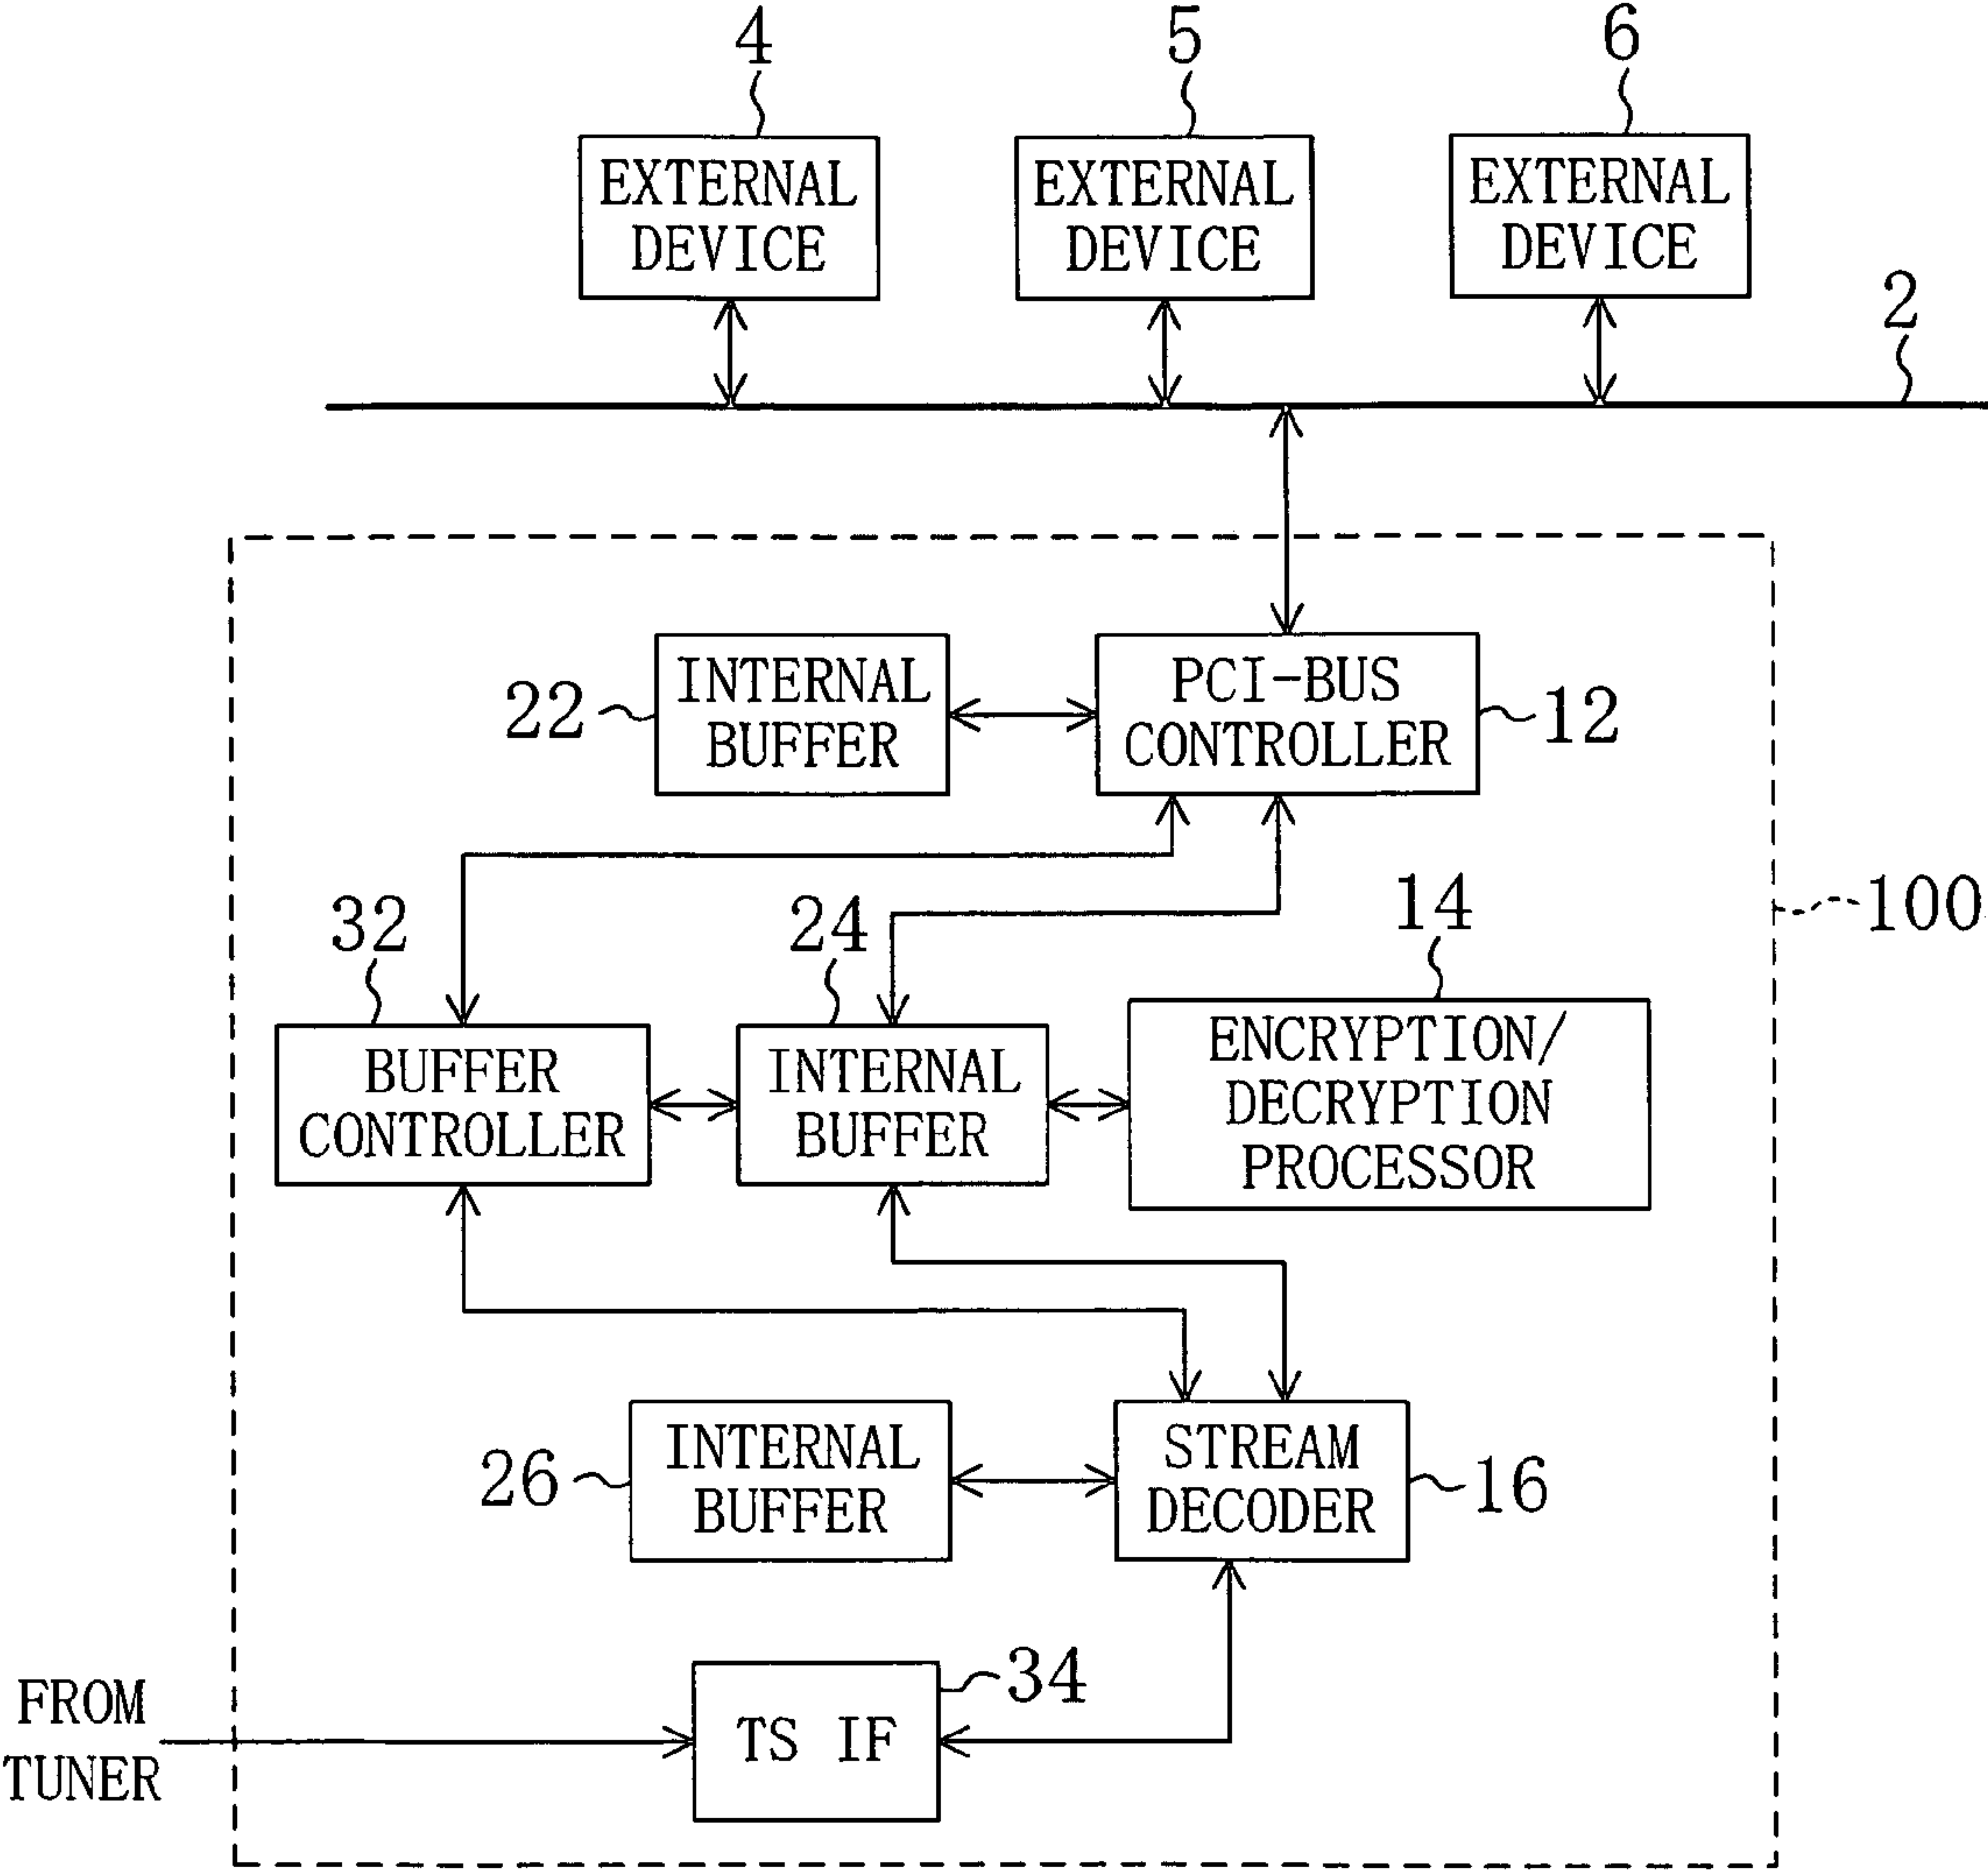 4
5
6
EXTERNAL
DEVICE
EXTERNAL
DEVICE
EXTERNAL
DEVICE
2
22
INTERNAL
BUFFER
PCI-BUS
CONTROLLER
12
100
32
24
14
BUFFER
CONTROLLER
INTERNAL
BUFFER
ENCRYPTION/
DECRYPTION
PROCESSOR
26
INTERNAL
BUFFER
STREAM
DECODER
16
34
FROM
TUNER
TS IF